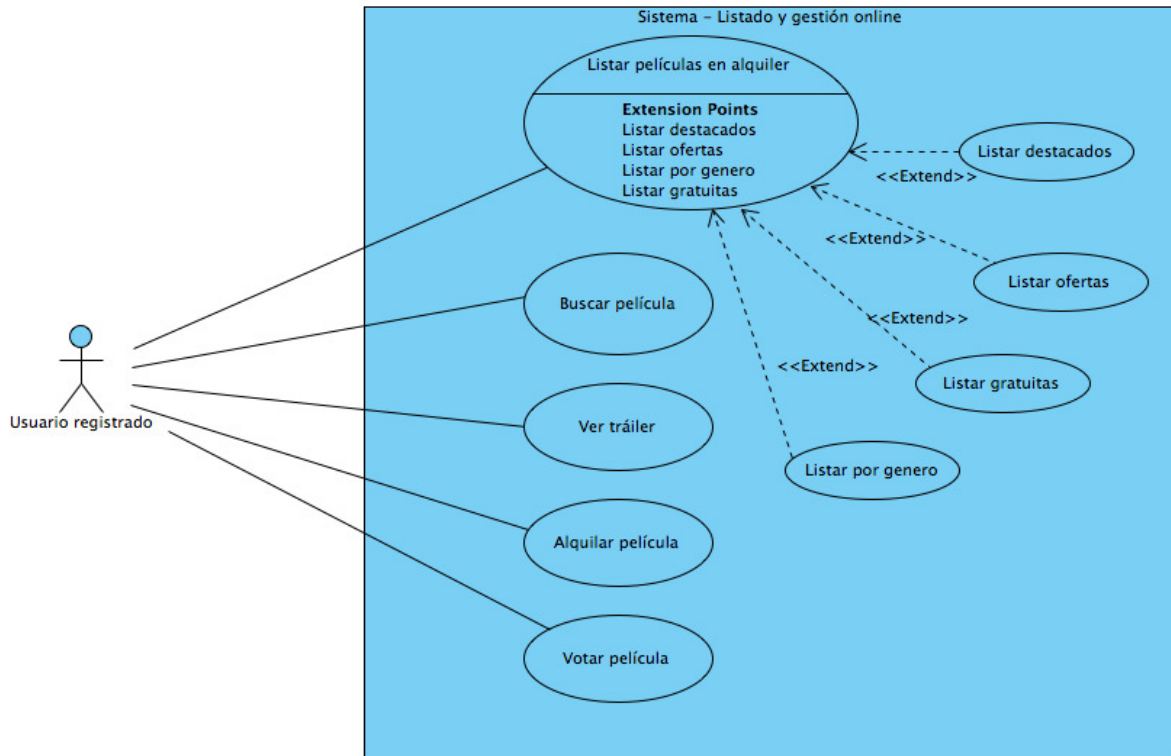 Sistema – Listado y gestión online
Listar películas en alquiler
Extension Points
Listar destacados
Listar ofertas
Listar por genero
Listar gratuitas
Listar destacados
<<Extend>>
<<Extend>>
Listar ofertas
Buscar película
<<Extend>>
<<Extend>>
Listar gratuitas
Usuario registrado
Ver tráiler
Listar por genero
Alquilar película
Votar película